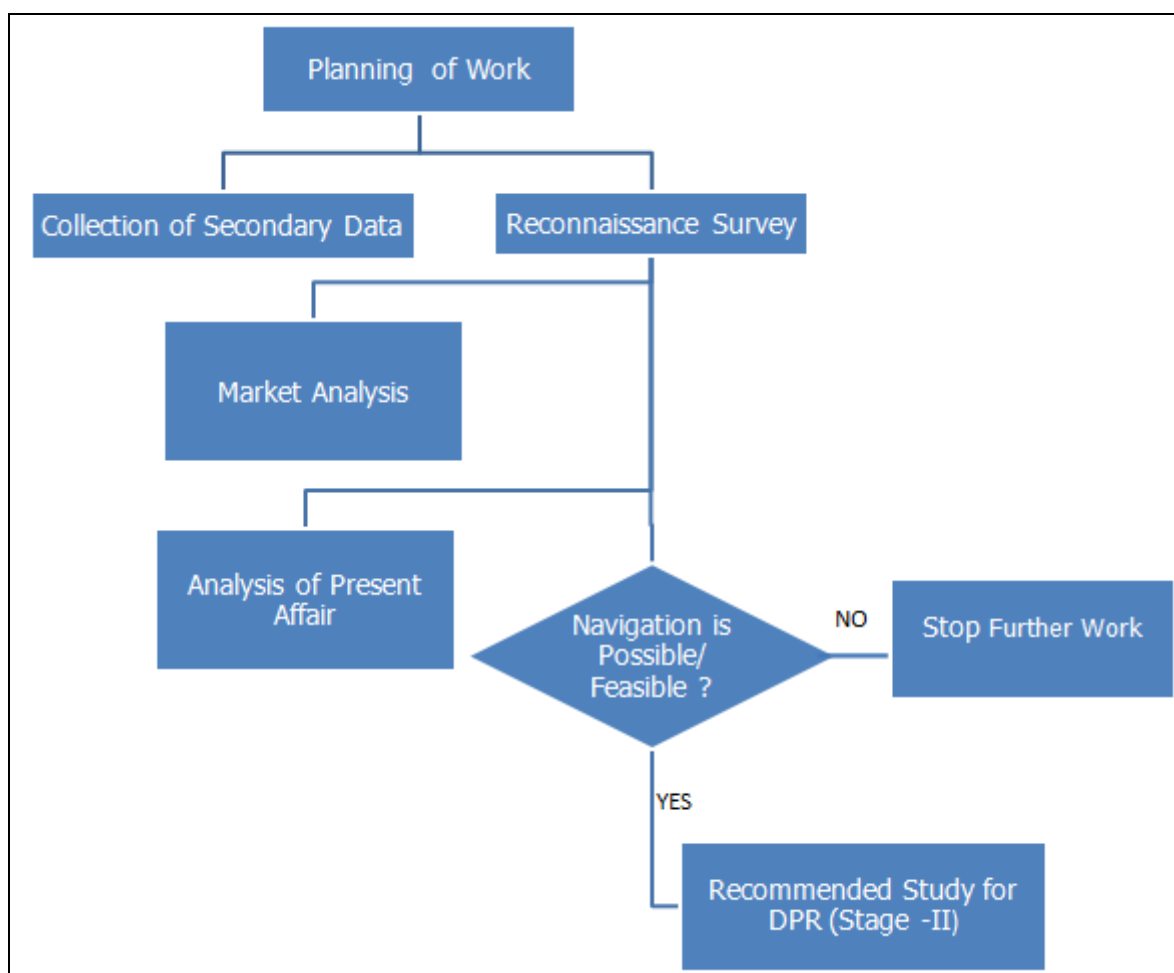 Planning of Work
Collection of Secondary Data
Reconnaissance Survey
Market Analysis
Analysis of Present
Affair
Navigation is
Possible/
Feasible ?
NO
Stop Further Work
YES
Recommended Study for
DPR (Stage -II)